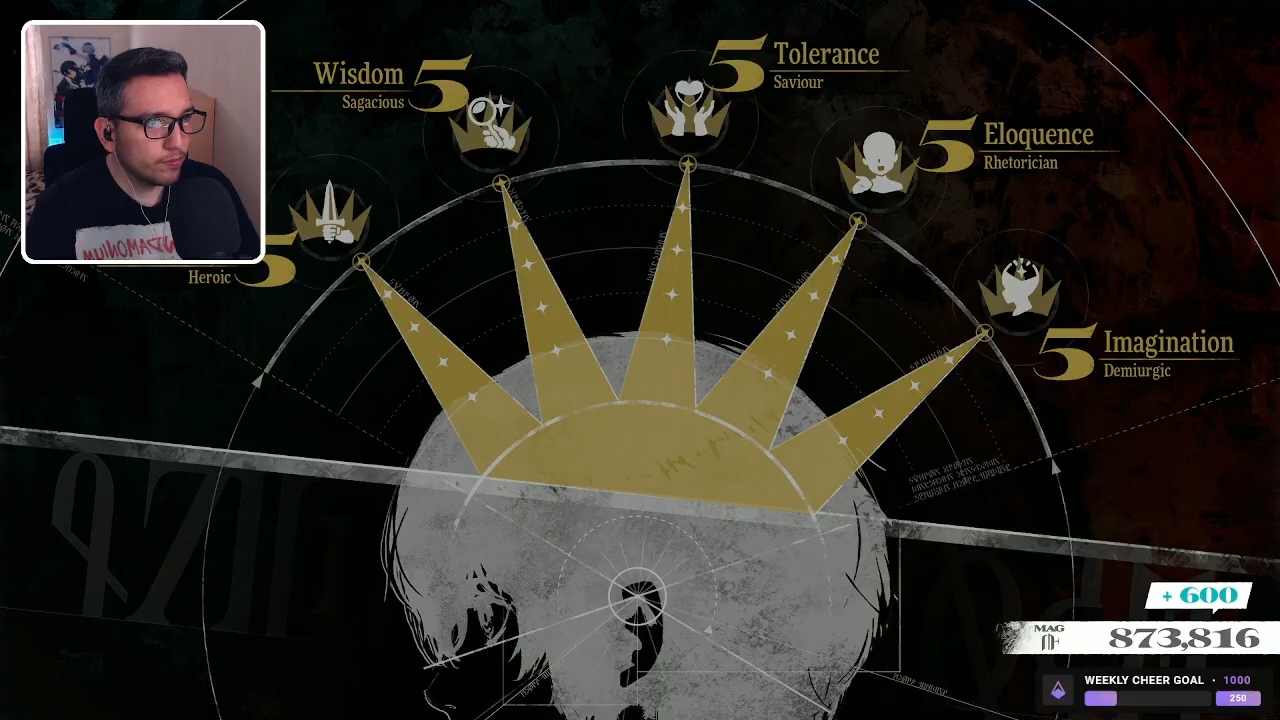 Wisdom 5
Sagacious
5 Tolerance
Saviour
5 Eloquence
Rhetorician
5
Heroic
5 Imagination
Demiurgic
+ 600
MAG
873,816
WEEKLY CHEER GOAL · 1000
250